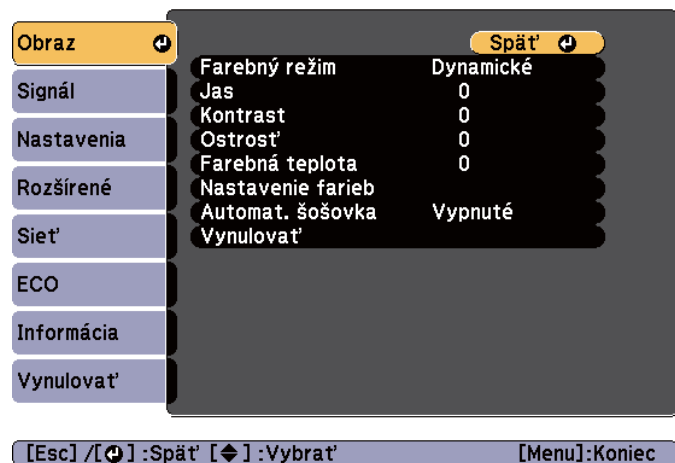 Obraz
Signál
Nastavenia
Rozšírené
Sieť
ECO
Informácia
Vynulovať
Späť
Farebný režim Dynamické
Jas 0
Kontrast 0
Ostrosť 0
Farebná teplota 0
Nastavenie farieb
Automat. šošovka Vypnuté
Vynulovať
[Esc] /[ ] :Späť [ ] :Vybrať [Menu]:Koniec